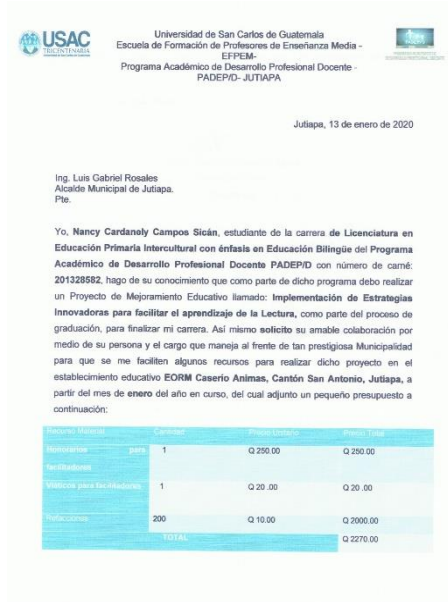 USAC
TRICENTENARIA
Universidad de San Carlos de Guatemala
Escuela de Formación de Profesores de Enseñanza Media -
EFPEM-
Programa Académico de Desarrollo Profesional Docente -
PADEP/D- JUTIAPA
Jutiapa, 13 de enero de 2020
Ing. Luis Gabriel Rosales
Alcalde Municipal de Jutiapa.
Pte.
Yo, Nancy Cardanely Campos Sicán, estudiante de la carrera de Licenciatura en
Educación Primaria Intercultural con énfasis en Educación Bilingüe del Programa
Académico de Desarrollo Profesional Docente PADEP/D con número de carné:
201328582, hago de su conocimiento que como parte de dicho programa debo realizar
un Proyecto de Mejoramiento Educativo llamado: Implementación de Estrategias
Innovadoras para facilitar el aprendizaje de la Lectura, como parte del proceso de
graduación, para finalizar mi carrera. Así mismo solicito su amable colaboración por
medio de su persona y el cargo que maneja al frente de tan prestigiosa Municipalidad
para que se me faciliten algunos recursos para realizar dicho proyecto en el
establecimiento educativo EORM Caserío Animas, Cantón San Antonio, Jutiapa, a
partir del mes de enero del año en curso, del cual adjunto un pequeño presupuesto a
continuación:
Recurso Material Cantidad Precio Unitario Precio Total
Honorarios para 1 Q 250.00 Q 250.00
facilitadores
Viáticos para facilitadores 1 Q 20 .00 Q 20 .00
Refacciones 200 Q 10.00 Q 2000.00
TOTAL Q 2270.00